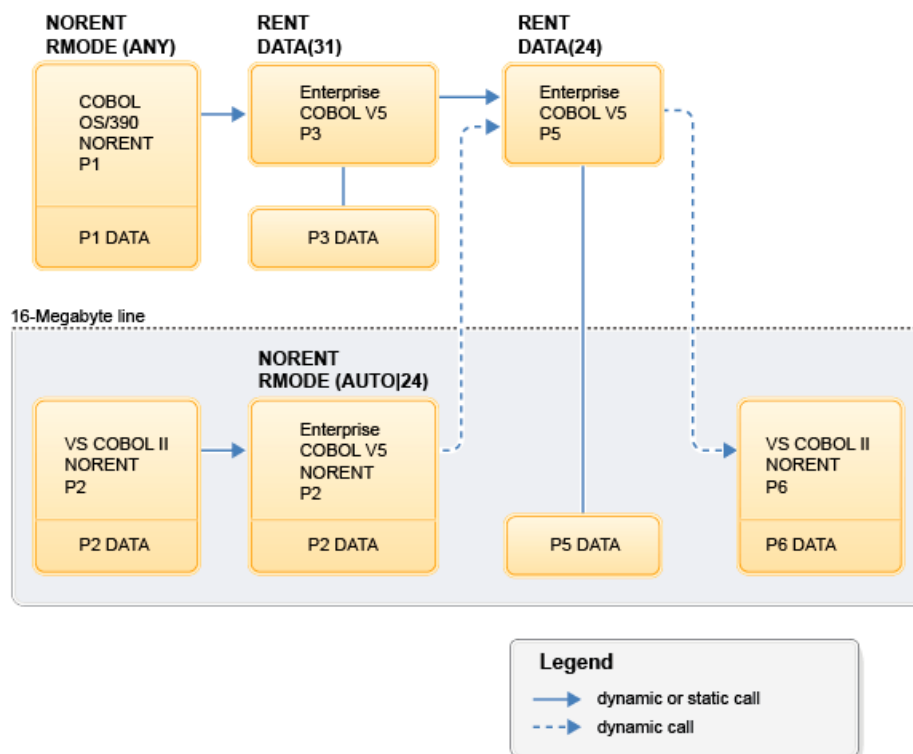 NORENT
RMODE (ANY)
RENT
DATA(31)
RENT
DATA(24)
COBOL
OS/390
NORENT
P1
P1 DATA
Enterprise
COBOL V5
P3
P3 DATA
Enterprise
COBOL V5
P5
16-Megabyte line
NORENT
RMODE (AUTO|24)
VS COBOL II
NORENT
P2
P2 DATA
Enterprise
COBOL V5
NORENT
P2
P2 DATA
P5 DATA
VS COBOL II
NORENT
P6
P6 DATA
Legend
dynamic or static call
dynamic call